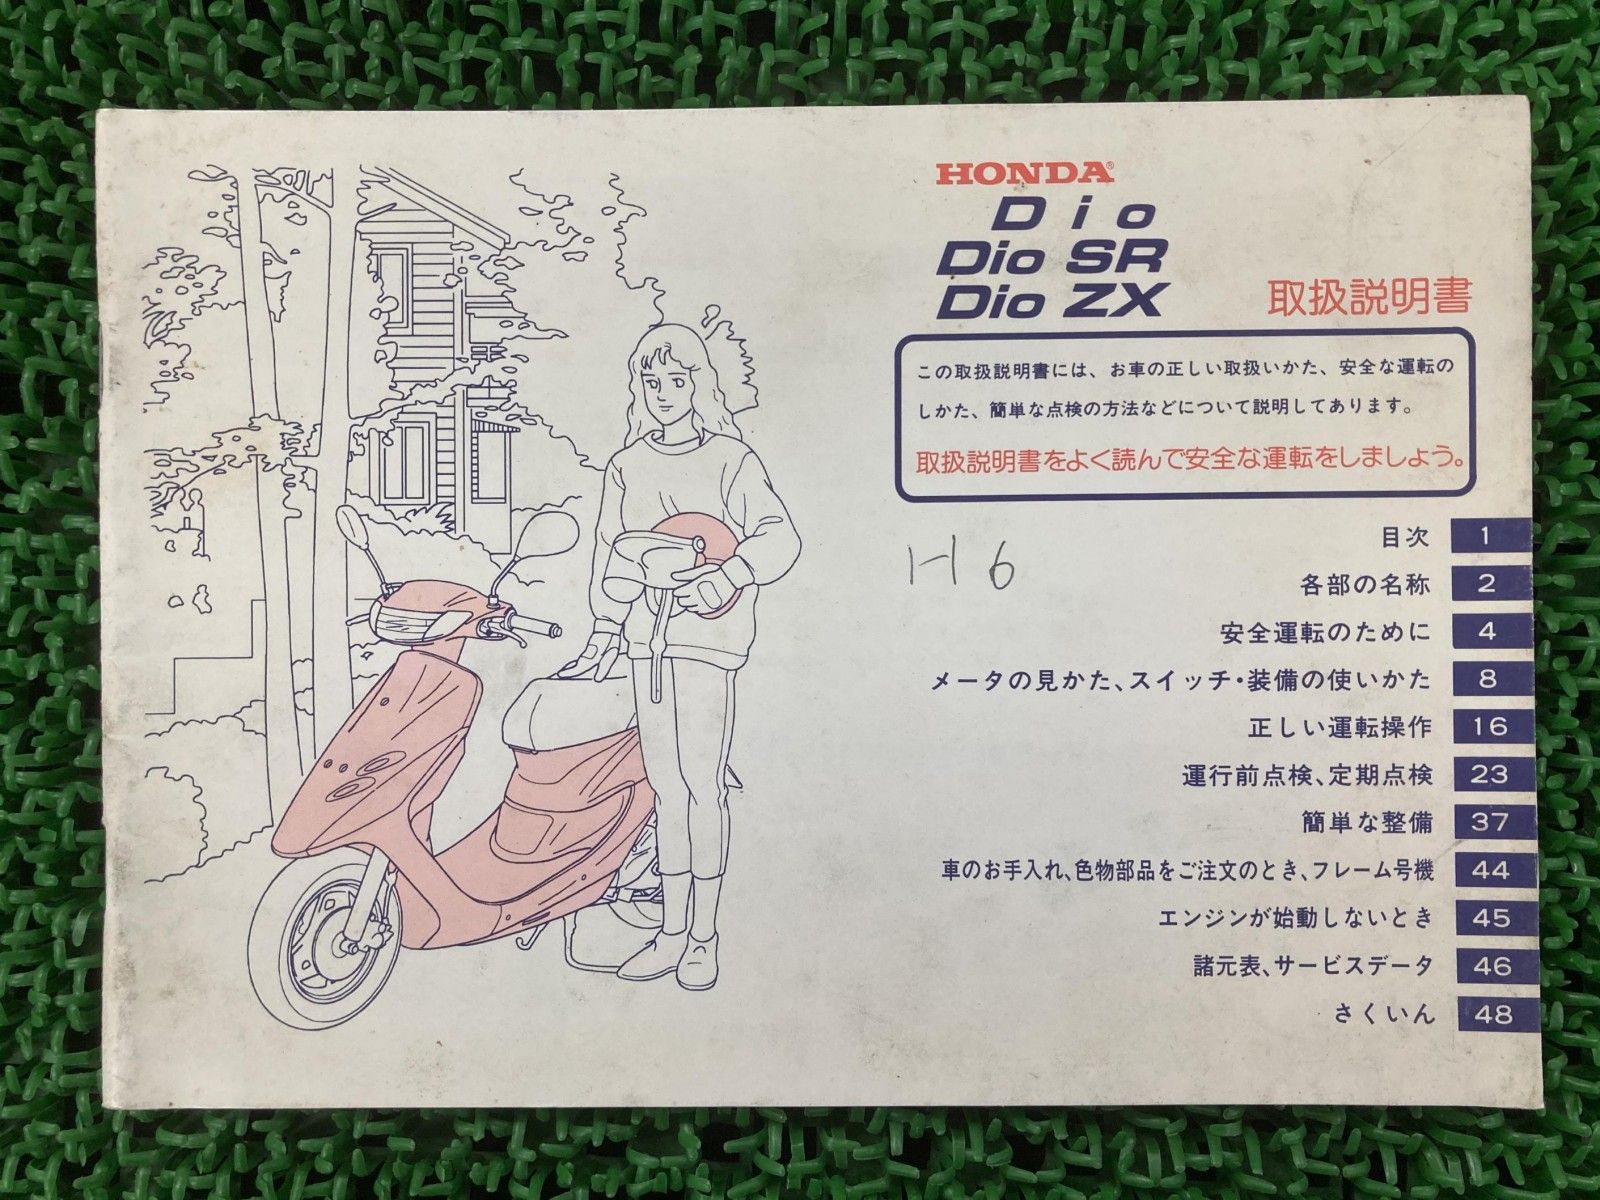 HONDA®
Dio
Dio SR
Dio ZX
取扱説明書
この取扱説明書には、お車の正しい取扱いかた、安全な運転の
しかた、簡単な点検の方法などについて説明してあります。
取扱説明書をよく読んで安全な運転をしましょう。
H6
目次 1
各部の名称 2
安全運転のために 4
メータの見かた、スイッチ・装備の使いかた 8
正しい運転操作 16
運行前点検、定期点検 23
簡単な整備 37
車のお手入れ、色物部品をご注文のとき、フレーム号機 44
エンジンが始動しないとき 45
諸元表、サービスデータ 46
さくいん 48